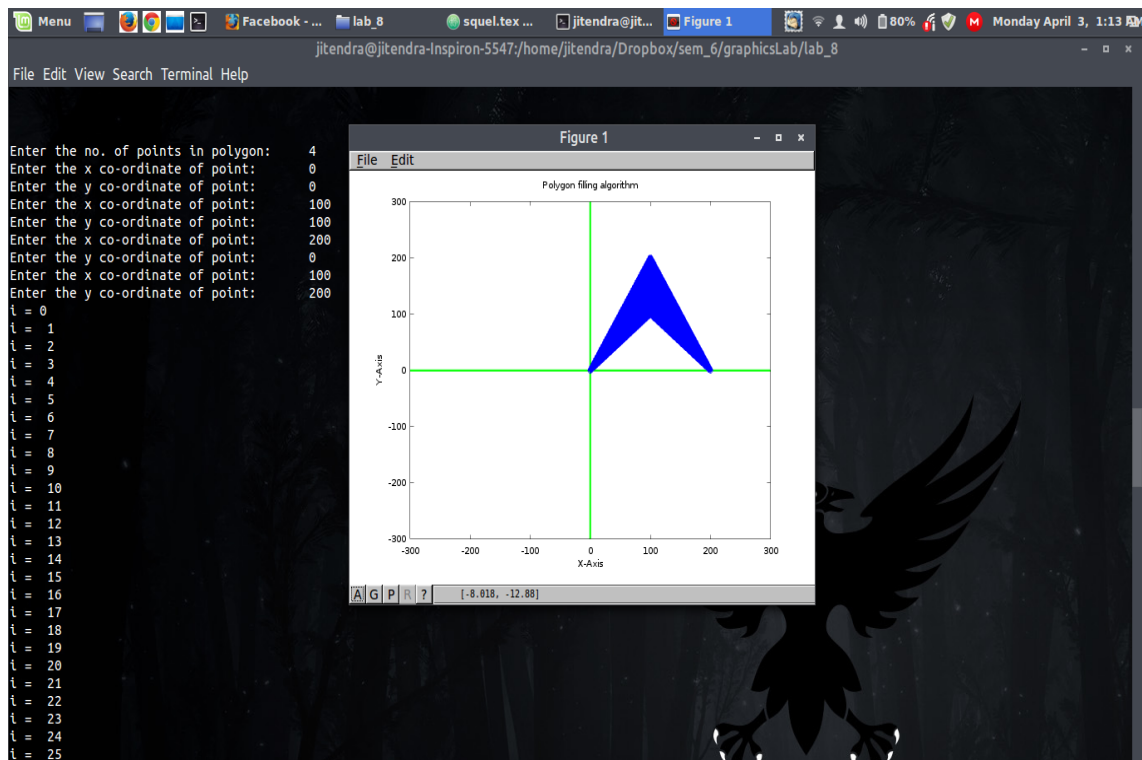 Menu Facebook - ... lab_8 squel.tex ... jitendra@jit... Figure 1 80% M Monday April 3, 1:13
jitendra@jitendra-Inspiron-5547:/home/jitendra/Dropbox/sem_6/graphicsLab/lab_8
File Edit View Search Terminal Help
Enter the no. of points in polygon: 4
Enter the x co-ordinate of point: 0
Enter the y co-ordinate of point: 0
Enter the x co-ordinate of point: 100
Enter the y co-ordinate of point: 100
Enter the x co-ordinate of point: 200
Enter the y co-ordinate of point: 0
Enter the x co-ordinate of point: 100
Enter the y co-ordinate of point: 200
i = 0
i = 1
i = 2
i = 3
i = 4
i = 5
i = 6
i = 7
i = 8
i = 9
i = 10
i = 11
i = 12
i = 13
i = 14
i = 15
i = 16
i = 17
i = 18
i = 19
i = 20
i = 21
i = 22
i = 23
i = 24
i = 25
Figure 1
File Edit
Polygon filling algorithm
300
200
100
0
-100
-200
-300
Y-Axis
-300 -200 -100 0 100 200 300
X-Axis
A G P R ? [-8.018, -12.88]